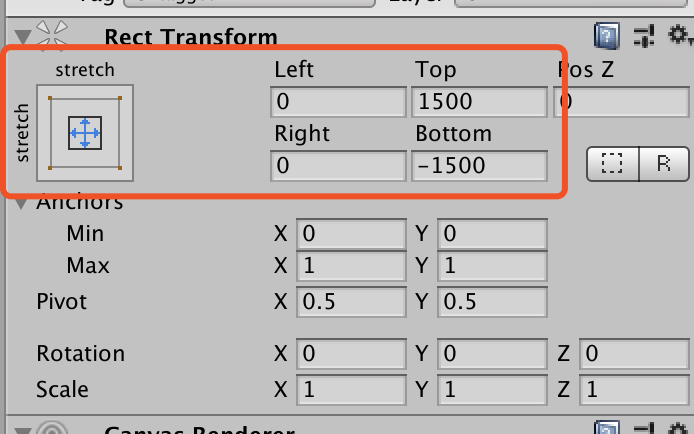 Rect Transform
stretch Left Top Pos Z
stretch
0 1500 0
Right Bottom
0 -1500 R
Anchors
Min X 0 Y 0
Max X 1 Y 1
Pivot X 0.5 Y 0.5
Rotation X 0 Y 0 Z 0
Scale X 1 Y 1 Z 1
Canvas Renderer